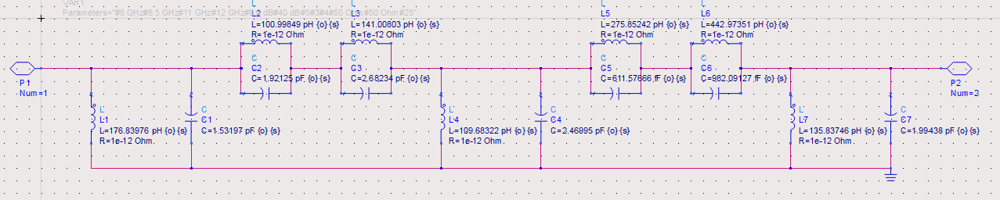 VAR1
Parameters="#8 GHz#8.5 GHz#11 GHz#12 GHz#
dB#40 dB#5#3#4#50
#50 Ohm#25"
L
L2
L=100.99849 pH {o} {s}
R=1e-12 Ohm
C
C2
C=1.92125 pF {o} {s}
L
L3
L=141.00803 pH {o} {s}
R=1e-12 Ohm
C
C3
C=2.68234 pF {o} {s}
L
L5
L=275.85242 pH {o} {s}
R=1e-12 Ohm
C
C5
C=611.57666 fF {o} {s}
L
L6
L=442.97351 pH {o} {s}
R=1e-12 Ohm
C
C6
C=982.09127 fF {o} {s}
P1
Num=1
P2
Num=2
L
L1
L=176.83976 pH {o} {s}
R=1e-12 Ohm
C
C1
C=1.53197 pF {o} {s}
L
L4
L=109.68322 pH {o} {s}
R=1e-12 Ohm
C
C4
C=2.46995 pF {o} {s}
L
L7
L=135.83746 pH {o} {s}
R=1e-12 Ohm
C
C7
C=1.99438 pF {o} {s}